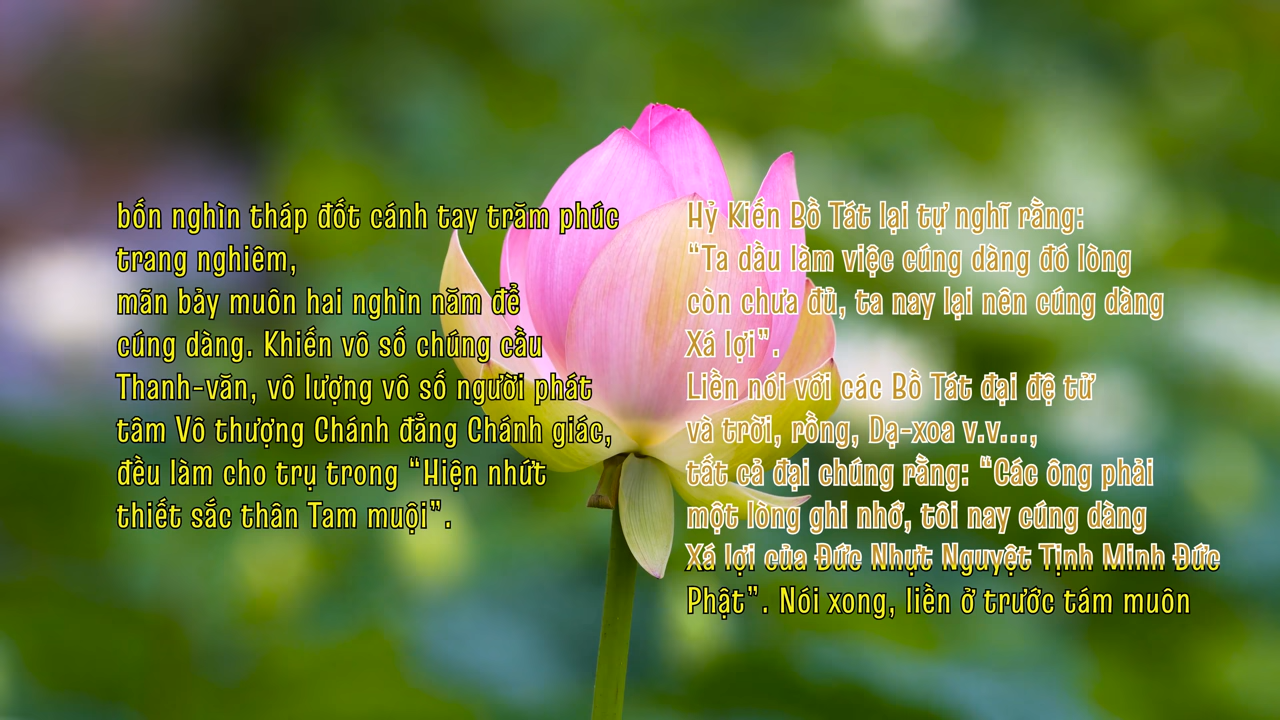 bốn nghìn tháp đốt cánh tay trăm phúc
trang nghiêm,
mãn bảy muôn hai nghìn năm để
cúng dàng. Khiến vô số chúng cầu
Thanh-văn, vô lượng vô số người phát
tâm Vô thượng Chánh đẳng Chánh giác,
đều làm cho trụ trong “Hiện nhứt
thiết sắc thân Tam muội”.
Hỷ Kiến Bồ Tát lại tự nghĩ rằng:
“Ta dầu làm việc cúng dàng đó lòng
còn chưa đủ, ta nay lại nên cúng dàng
Xá lợi”.
Liền nói với các Bồ Tát đại đệ tử
và trời, rồng, Dạ-xoa v.v...,
tất cả đại chúng rằng: “Các ông phải
một lòng ghi nhớ, tôi nay cúng dàng
Xá lợi của Đức Nhựt Nguyệt Tịnh Minh Đức
Phật”. Nói xong, liền ở trước tám muôn